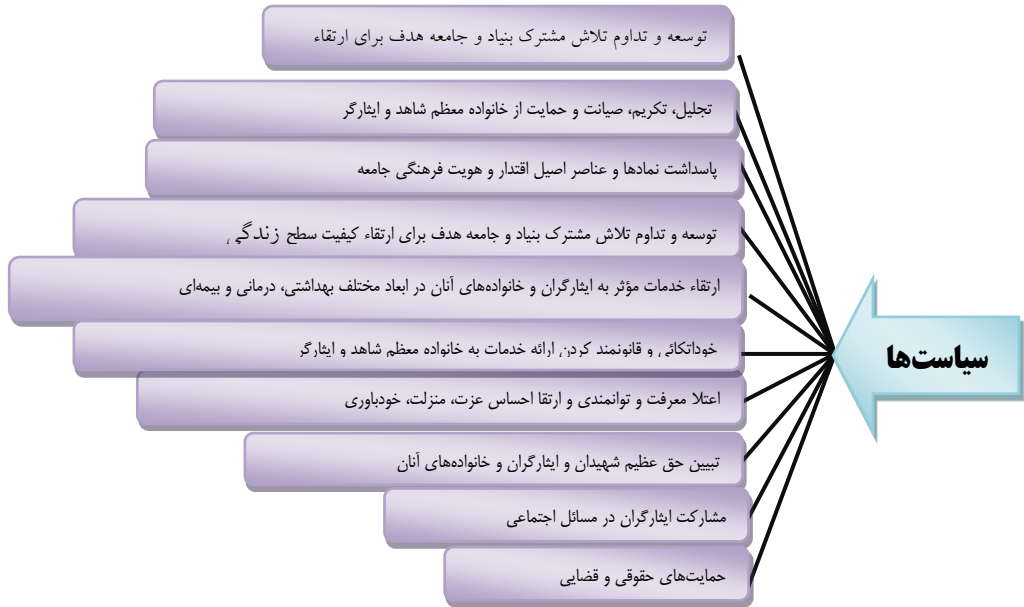 توسعه و تداوم تلاش مشترک بنیاد و جامعه هدف برای ارتقاء
تجلیل، تکریم، صیانت و حمایت از خانواده معظم شاهد و ایثارگر
پاسداشت نمادها و عناصر اصیل اقتدار و هویت فرهنگی جامعه
توسعه و تداوم تلاش مشترک بنیاد و جامعه هدف برای ارتقاء کیفیت سطح زندگی
ارتقاء خدمات مؤثر به ایثارگران و خانواده‌های آنان در ابعاد مختلف بهداشتی، درمانی و بیمه‌ای
خوداتکائی و قانونمند کردن ارائه خدمات به خانواده معظم شاهد و ایثارگر
اعتلا معرفت و توانمندی و ارتقا احساس عزت، منزلت، خودباوری
تبیین حق عظیم شهیدان و ایثارگران و خانواده‌های آنان
مشارکت ایثارگران در مسائل اجتماعی
حمایت‌های حقوقی و قضایی
سیاست‌ها